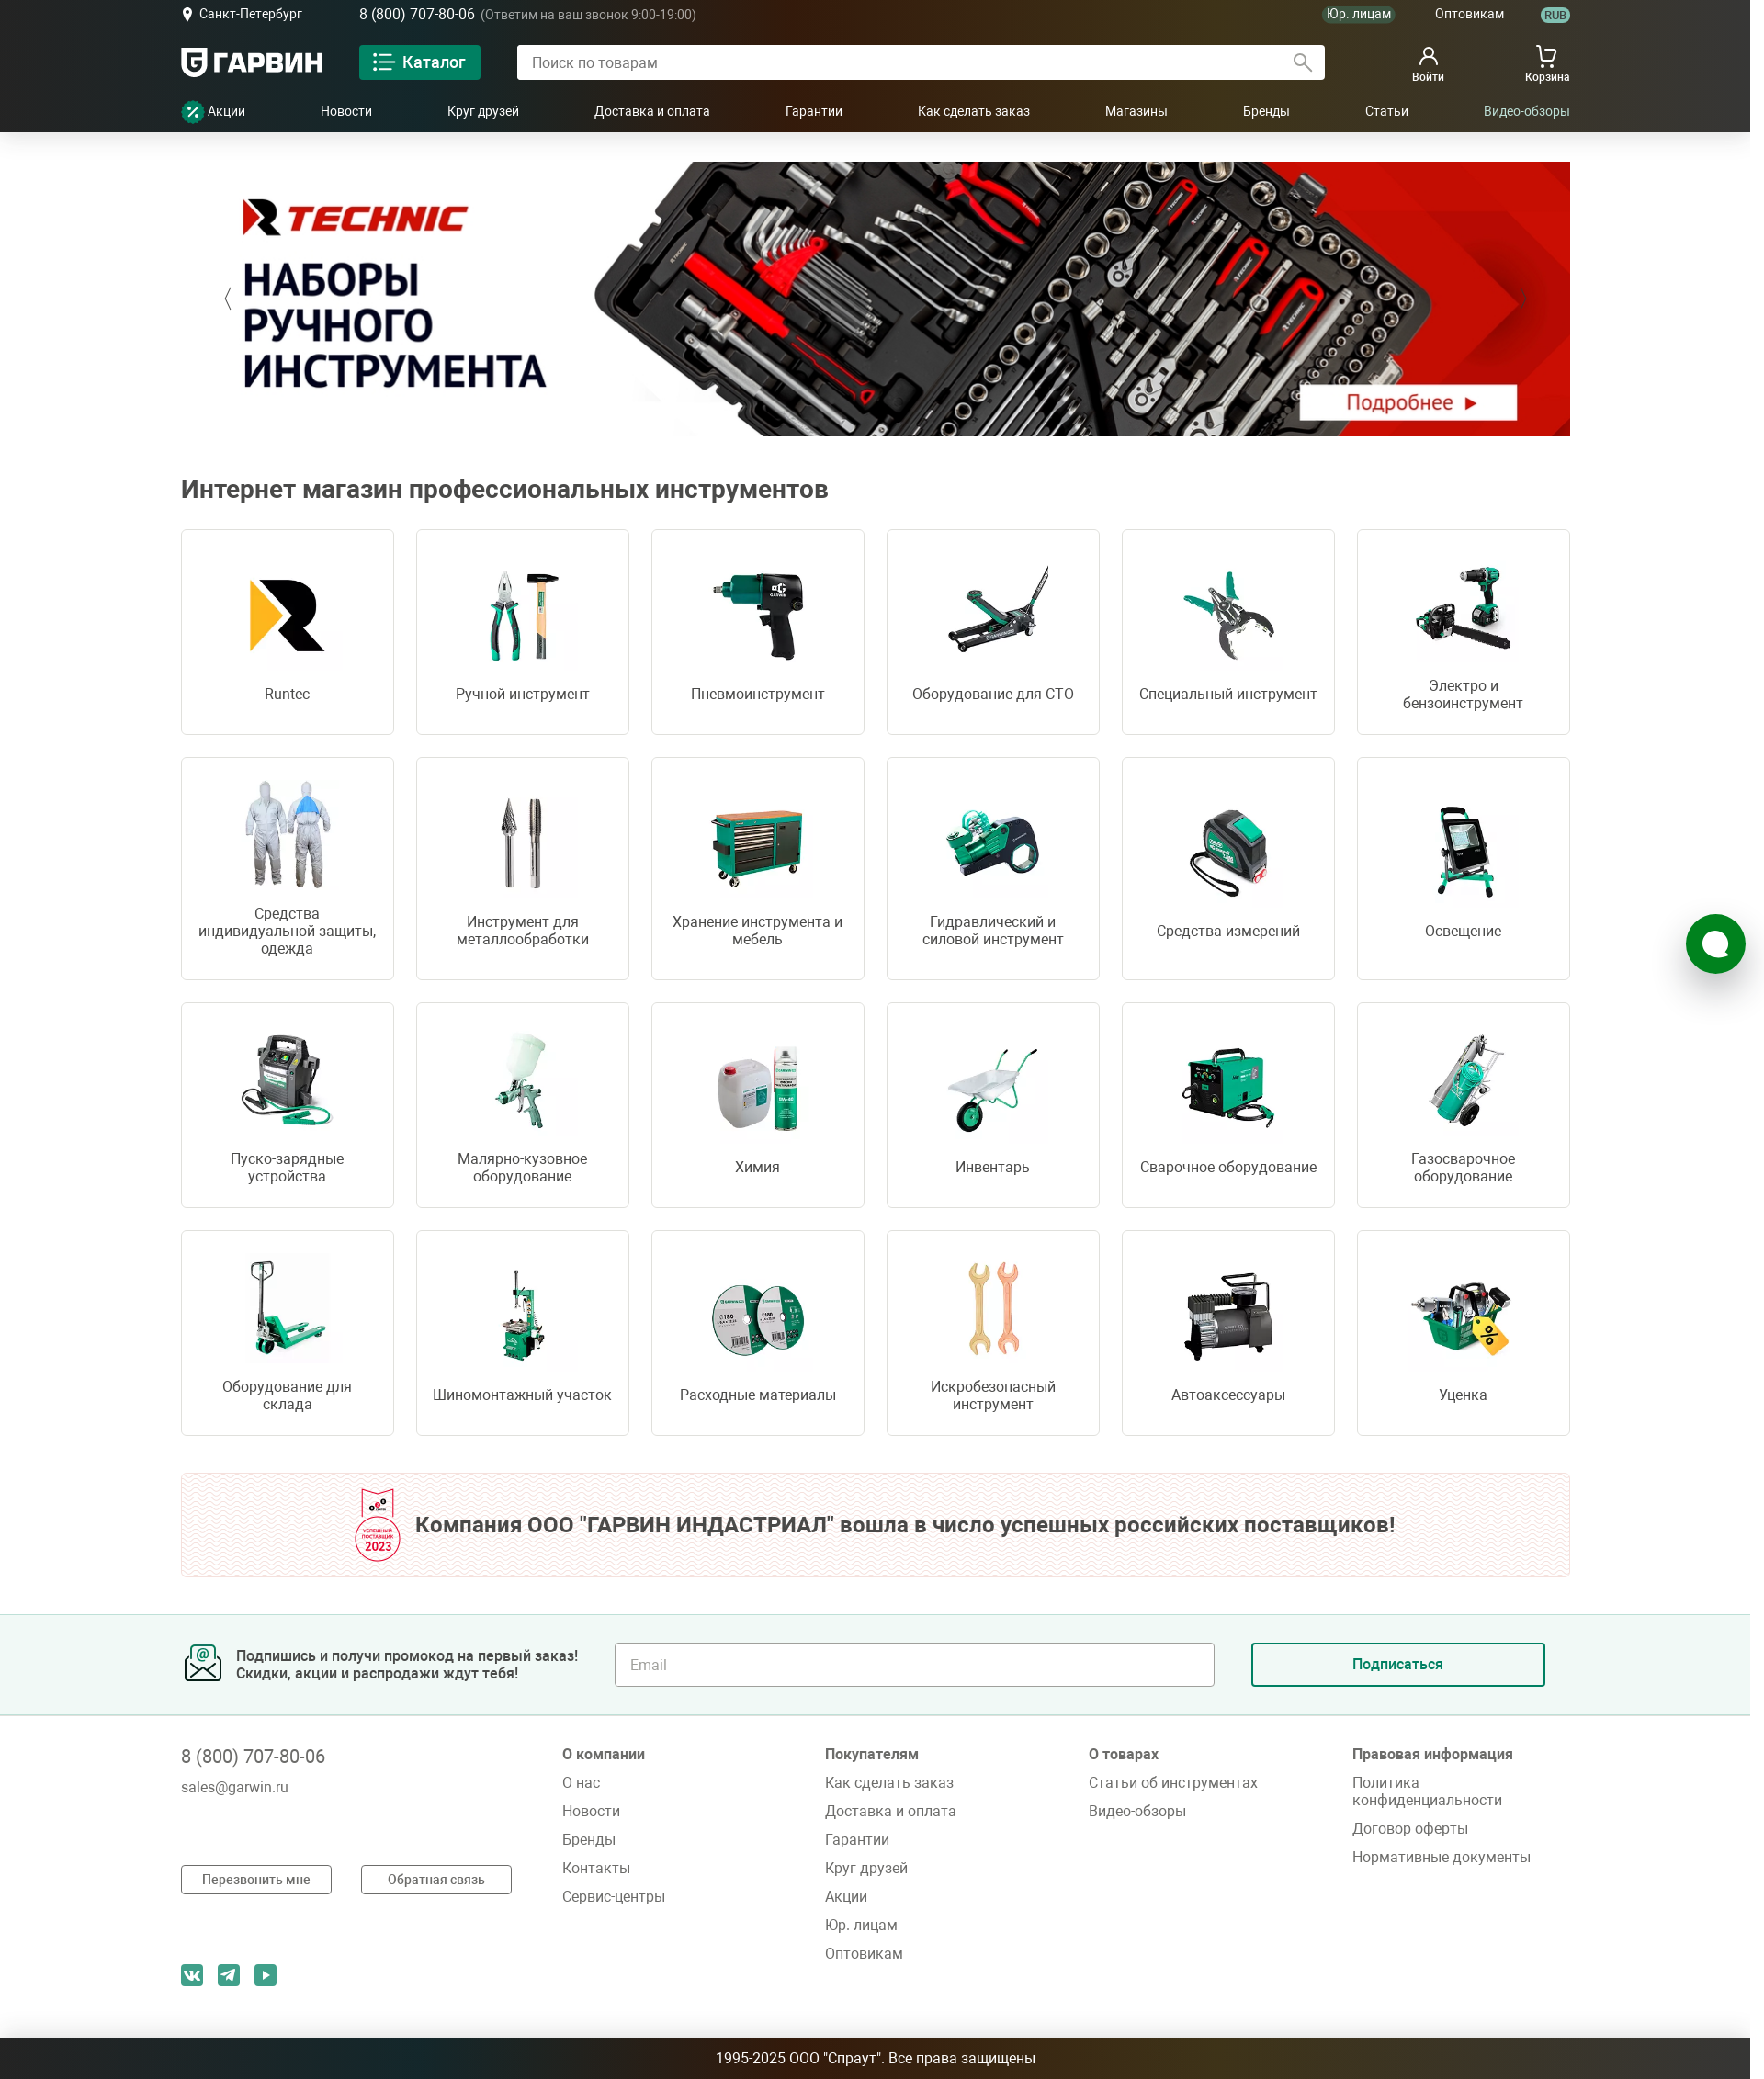 Санкт-Петербург
8 (800) 707-80-06 (Ответим на ваш звонок 9:00-19:00)
Юр. лицам
Оптовикам
RUB
ГАРВИН
Каталог
Поиск по товарам
Войти
Корзина
Акции
Новости
Круг друзей
Доставка и оплата
Гарантии
Как сделать заказ
Магазины
Бренды
Статьи
Видео-обзоры
TECHNIC
НАБОРЫ
РУЧНОГО
ИНСТРУМЕНТА
Подробнее
Интернет магазин профессиональных инструментов
Runtec
Ручной инструмент
Пневмоинструмент
Оборудование для СТО
Специальный инструмент
Электро и
бензоинструмент
Средства
индивидуальной защиты,
одежда
Инструмент для
металлообработки
Хранение инструмента и
мебель
Гидравлический и
силовой инструмент
Средства измерений
Освещение
Пуско-зарядные
устройства
Малярно-кузовное
оборудование
Химия
Инвентарь
Сварочное оборудование
Газосварочное
оборудование
Оборудование для
склада
Шиномонтажный участок
Расходные материалы
Искробезопасный
инструмент
Автоаксессуары
Уценка
УСПЕШНЫЙ
ПОСТАВЩИК
2023
Компания ООО "ГАРВИН ИНДАСТРИАЛ" вошла в число успешных российских поставщиков!
Подпишись и получи промокод на первый заказ!
Скидки, акции и распродажи ждут тебя!
Email
Подписаться
8 (800) 707-80-06
sales@garwin.ru
Перезвонить мне
Обратная связь
О компании
О нас
Новости
Бренды
Контакты
Сервис-центры
Покупателям
Как сделать заказ
Доставка и оплата
Гарантии
Круг друзей
Акции
Юр. лицам
Оптовикам
О товарах
Статьи об инструментах
Видео-обзоры
Правовая информация
Политика
конфиденциальности
Договор оферты
Нормативные документы
1995-2025 ООО "Спраут". Все права защищены